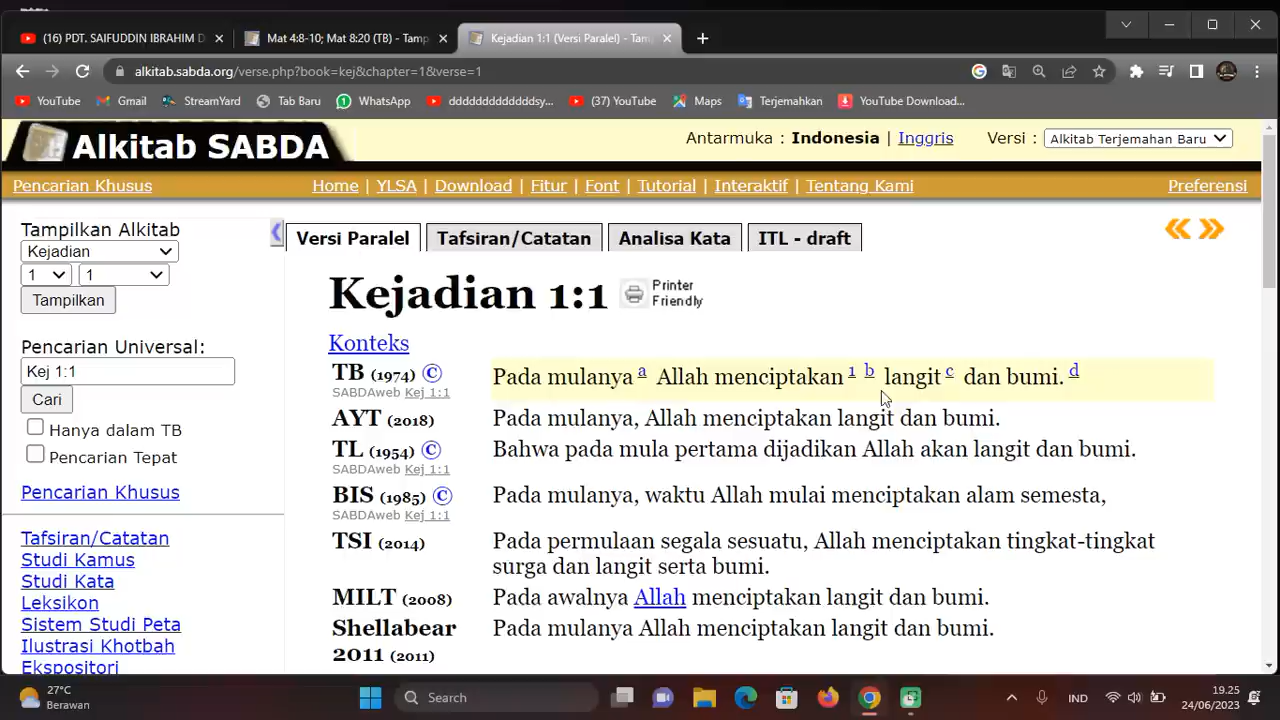 (16) PDT. SAIFUDDIN IBRAHIM D
Mat 4:8-10; Mat 8:20 (TB) - Tamp
Kejadian 1:1 (Versi Paralel) - Tam
alkitab.sabda.org/verse.php?book=kej&chapter=1&verse=1
YouTube
Gmail
StreamYard
Tab Baru
WhatsApp
dddddddddddddsy...
(37) YouTube
Maps
Terjemahkan
YouTube Download...
Alkitab SABDA
Antarmuka : Indonesia | Inggris
Versi : Alkitab Terjemahan Baru
Pencarian Khusus
Home | YLSA | Download | Fitur | Font | Tutorial | Interaktif | Tentang Kami
Preferensi
Tampilkan Alkitab
Kejadian
1 1
Tampilkan
Pencarian Universal:
Kej 1:1
Cari
Hanya dalam TB
Pencarian Tepat
Pencarian Khusus
Tafsiran/Catatan
Studi Kamus
Studi Kata
Leksikon
Sistem Studi Peta
Ilustrasi Khotbah
Ekspositori
Versi Paralel
Tafsiran/Catatan
Analisa Kata
ITL - draft
Kejadian 1:1
Printer
Friendly
Konteks
TB (1974) © Pada mulanya a Allah menciptakan 1 b langit c dan bumi. d
SABDAweb Kej 1:1
AYT (2018) Pada mulanya, Allah menciptakan langit dan bumi.
TL (1954) © Bahwa pada mula pertama dijadikan Allah akan langit dan bumi.
SABDAweb Kej 1:1
BIS (1985) © Pada mulanya, waktu Allah mulai menciptakan alam semesta,
SABDAweb Kej 1:1
TSI (2014) Pada permulaan segala sesuatu, Allah menciptakan tingkat-tingkat
surga dan langit serta bumi.
MILT (2008) Pada awalnya Allah menciptakan langit dan bumi.
Shellabear Pada mulanya Allah menciptakan langit dan bumi.
2011 (2011)
27°C
Berawan
Search
IND
19.25
24/06/2023